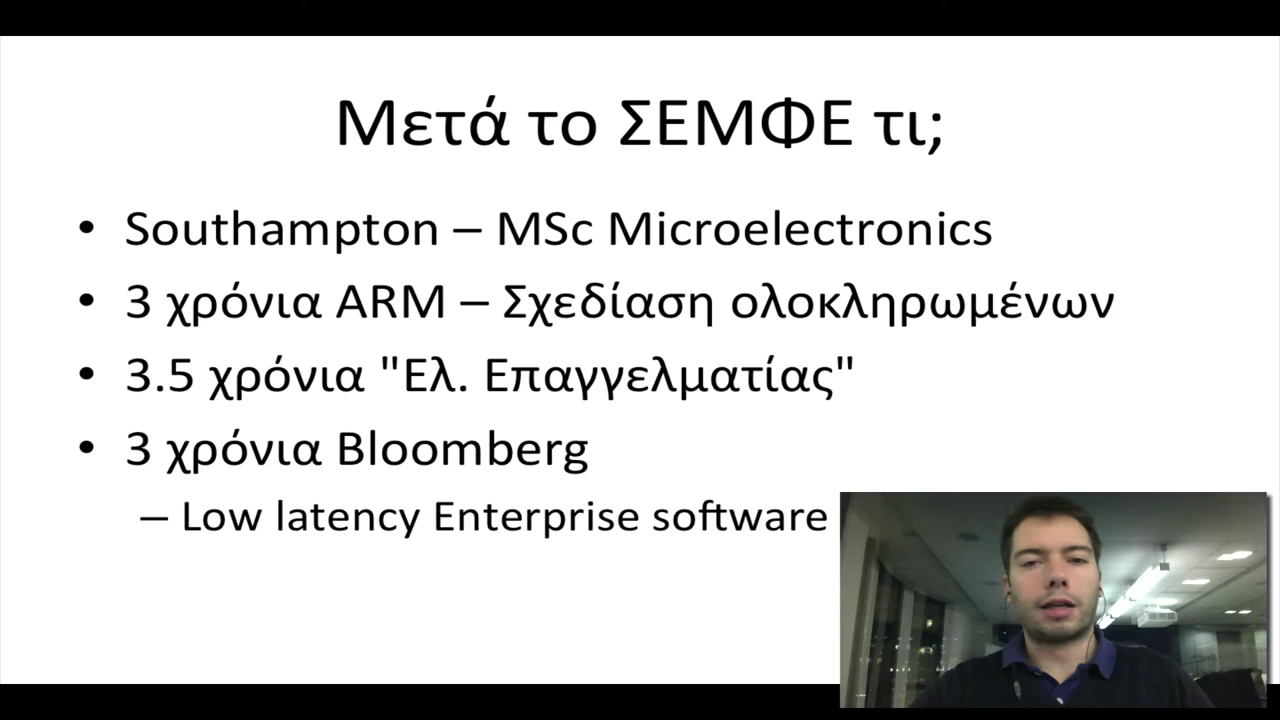 Μετά το ΣΕΜΦΕ τι;
• Southampton – MSc Microelectronics
• 3 χρόνια ARM – Σχεδίαση ολοκληρωμένων
• 3.5 χρόνια "Ελ. Επαγγελματίας"
• 3 χρόνια Bloomberg
– Low latency Enterprise software